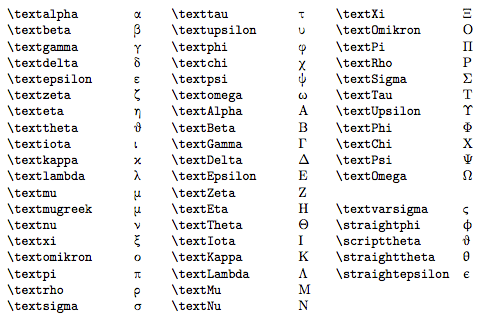 \textalpha α \texttau τ \textXi Ξ
\textbeta β \textupsilon υ \textOmikron Ο
\textgamma γ \textphi φ \textPi Π
\textdelta δ \textchi χ \textRho Ρ
\textepsilon ε \textpsi ψ \textSigma Σ
\textzeta ζ \textomega ω \textTau Τ
\texteta η \textAlpha Α \textUpsilon ϒ
\texttheta ϑ \textBeta Β \textPhi Φ
\textiota ι \textGamma Γ \textChi Χ
\textkappa ϰ \textDelta Δ \textPsi Ψ
\textlambda λ \textEpsilon Ε \textOmega Ω
\textmu μ \textZeta Ζ
\textmugreek μ \textEta Η \textvarsigma ς
\textnu ν \textTheta Θ \straightphi ϕ
\textxi ξ \textIota Ι \scripttheta ϑ
\textomikron ο \textKappa Κ \straighttheta θ
\textpi π \textLambda Λ \straightepsilon ϵ
\textrho ρ \textMu Μ
\textsigma σ \textNu Ν